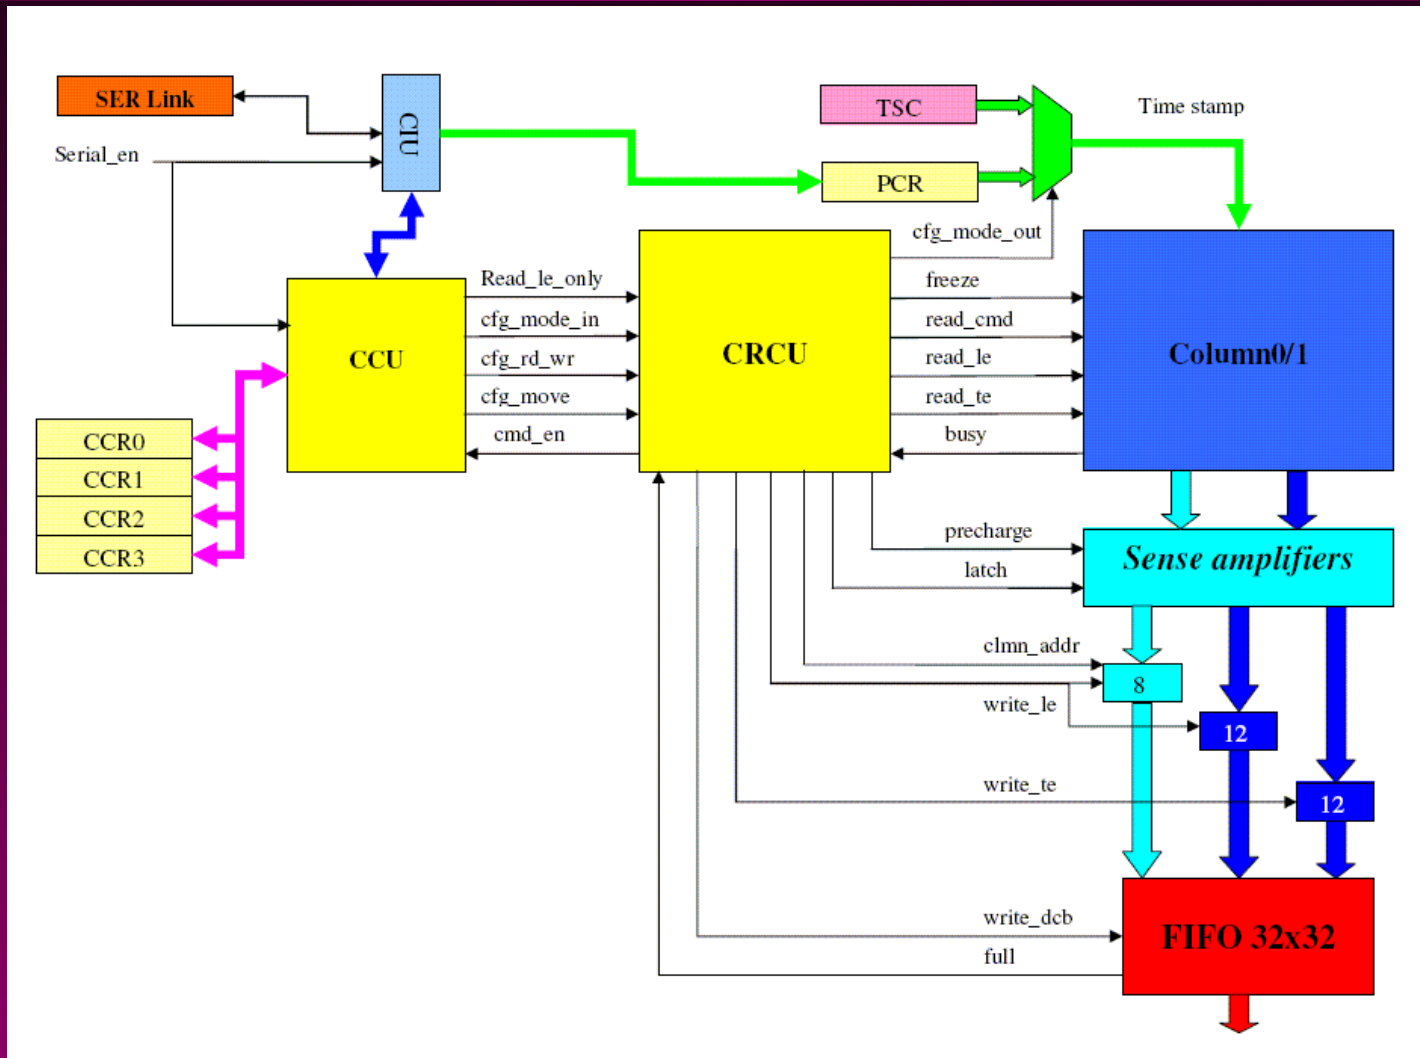 SER Link
CIU
TSC
Time stamp
Serial_en
PCR
cfg_mode_out
Read_le_only
freeze
cfg_mode_in
read_cmd
CCU
CRCU
Column0/1
cfg_rd_wr
read_le
cfg_move
read_te
cmd_en
busy
CCR0
CCR1
CCR2
CCR3
precharge
Sense amplifiers
latch
clmn_addr
8
write_le
12
write_te
12
write_dcb
FIFO 32x32
full